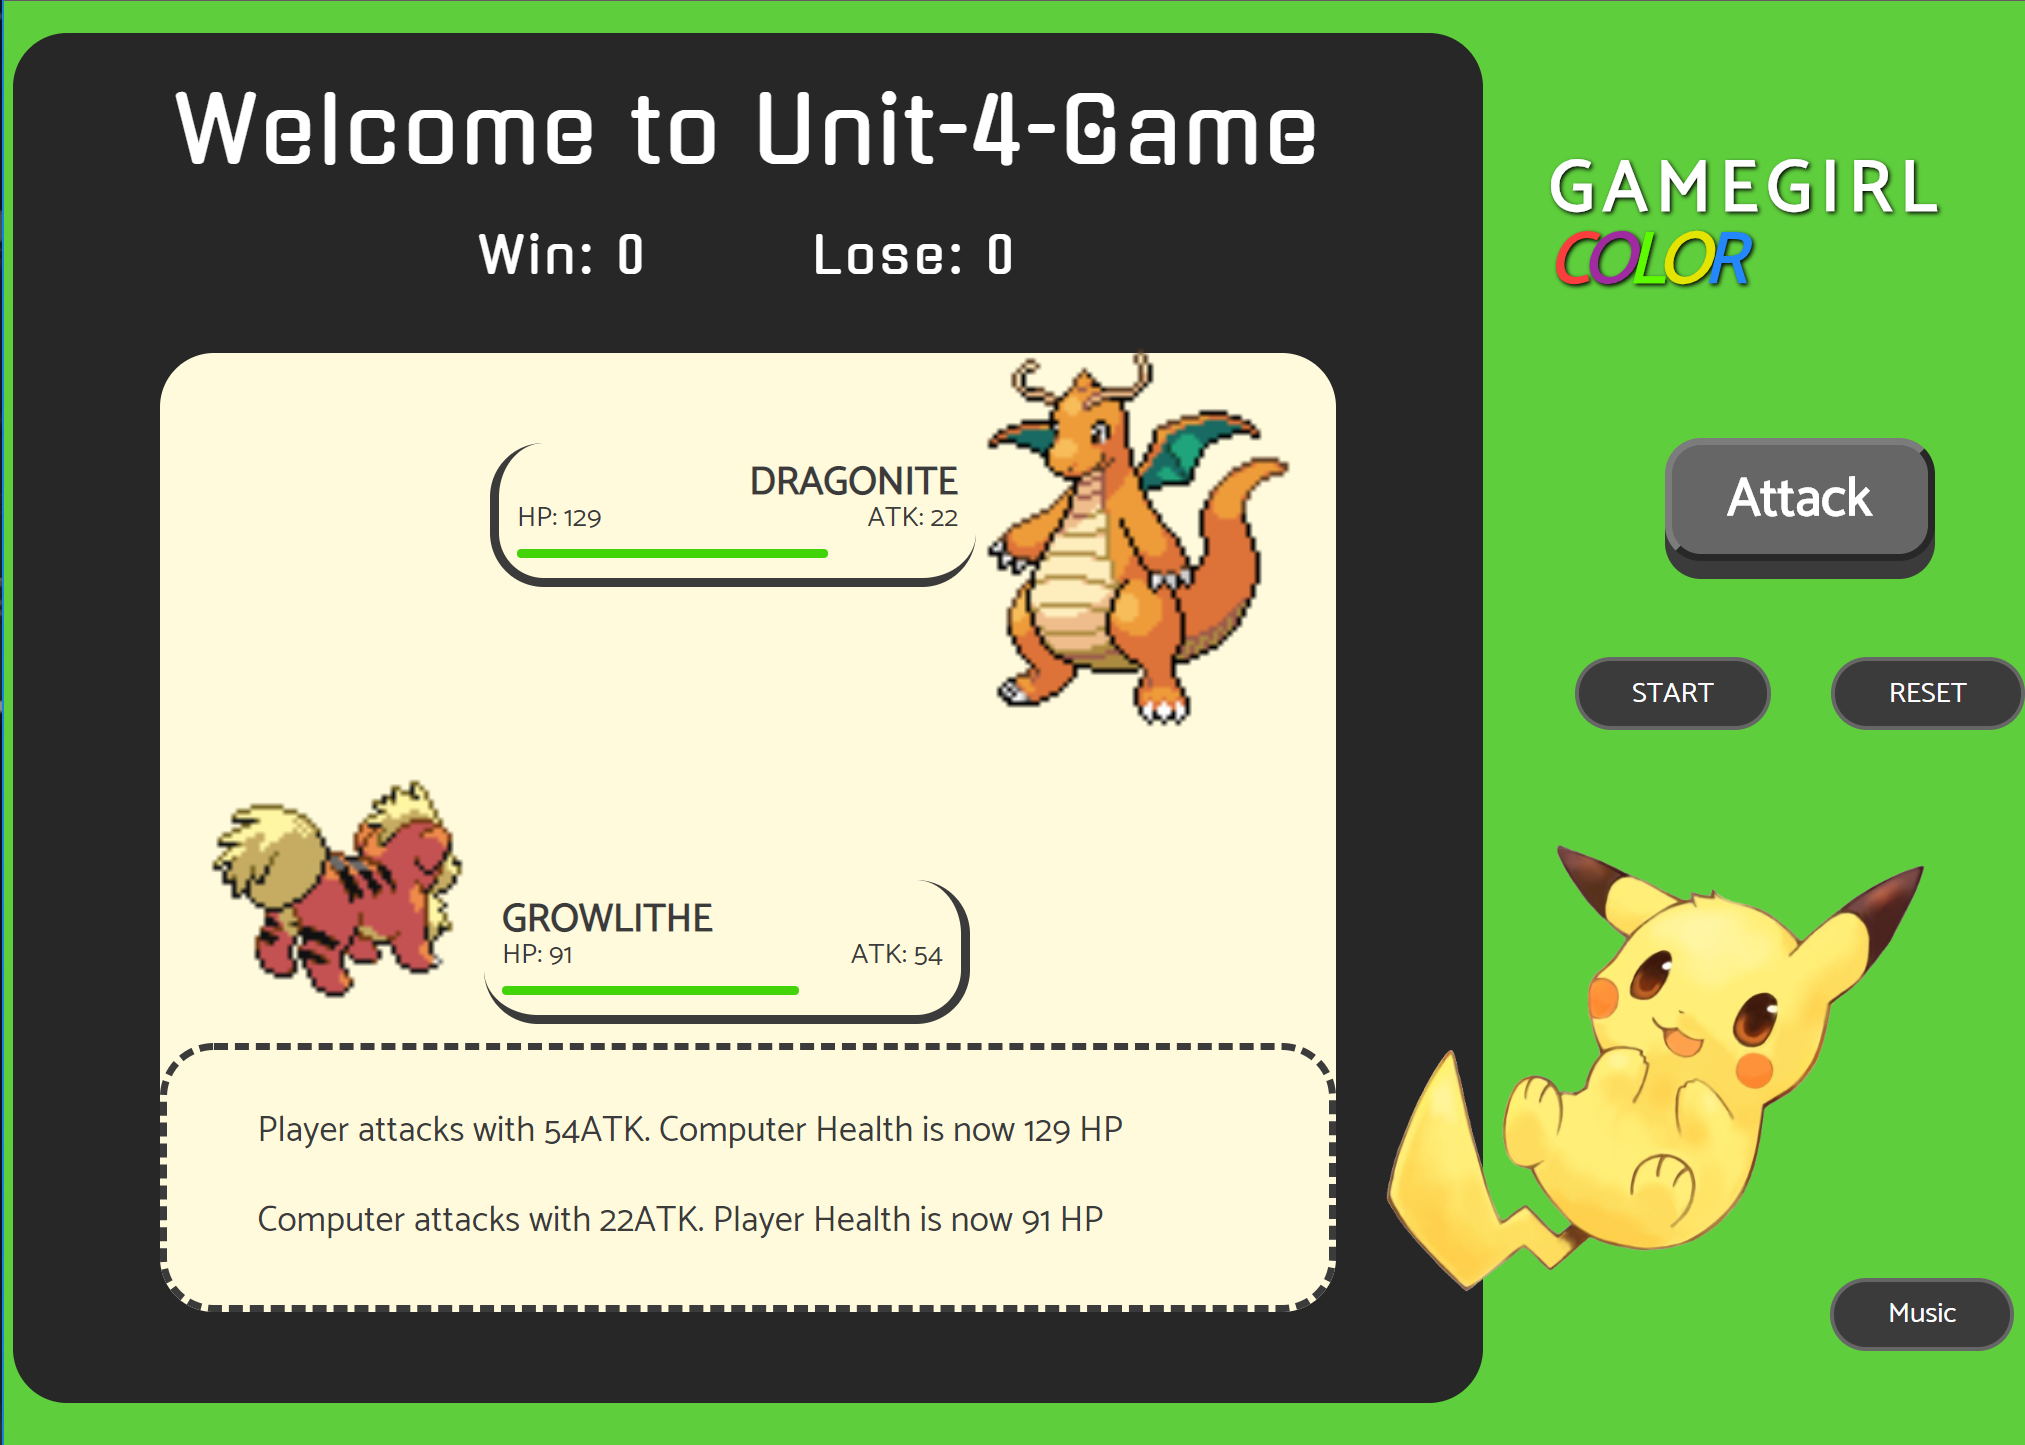 Welcome to Unit-4-Game
Win: 0 Lose: 0
DRAGONITE
HP: 129 ATK: 22
GROWLITHE
HP: 91 ATK: 54
Player attacks with 54ATK. Computer Health is now 129 HP
Computer attacks with 22ATK. Player Health is now 91 HP
GAMEGIRL
COLOR
Attack
START RESET
Music